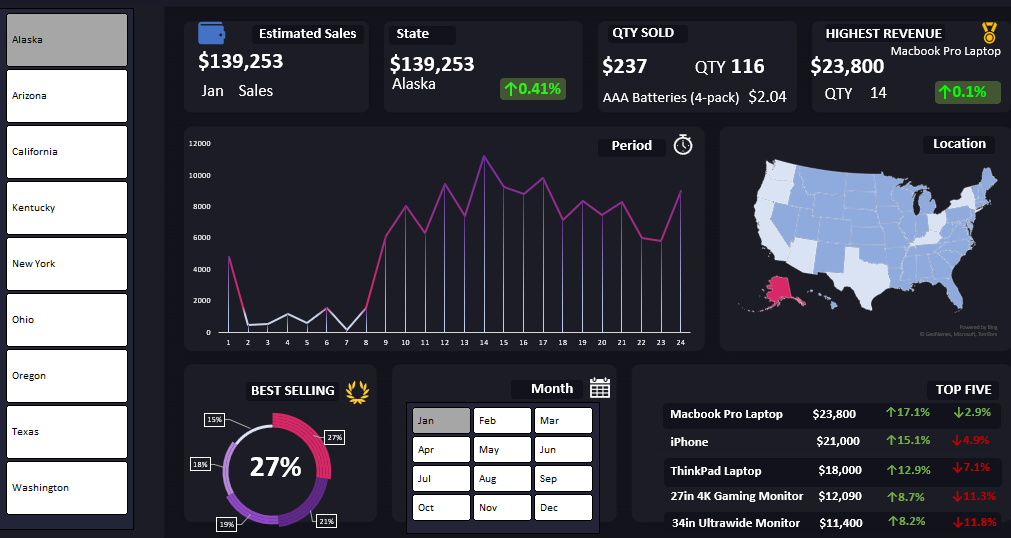 Alaska
Arizona
California
Kentucky
New York
Ohio
Oregon
Texas
Washington
Estimated Sales
$139,253
Jan Sales
State
$139,253
Alaska
↑0.41%
QTY SOLD
$237 QTY 116
AAA Batteries (4-pack) $2.04
HIGHEST REVENUE
Macbook Pro Laptop
$23,800
QTY 14
↑0.1%
Period
12000
10000
8000
6000
4000
2000
0
1 2 3 4 5 6 7 8 9 10 11 12 13 14 15 16 17 18 19 20 21 22 23 24
Location
Powered by Bing
© GeoNames, Microsoft, TomTom
BEST SELLING
15%
27%
18%
27%
19%
21%
Month
Jan Feb Mar
Apr May Jun
Jul Aug Sep
Oct Nov Dec
TOP FIVE
Macbook Pro Laptop $23,800 ↑17.1% ↓2.9%
iPhone $21,000 ↑15.1% ↓4.9%
ThinkPad Laptop $18,000 ↑12.9% ↓7.1%
27in 4K Gaming Monitor $12,090 ↑8.7% ↓11.3%
34in Ultrawide Monitor $11,400 ↑8.2% ↓11.8%